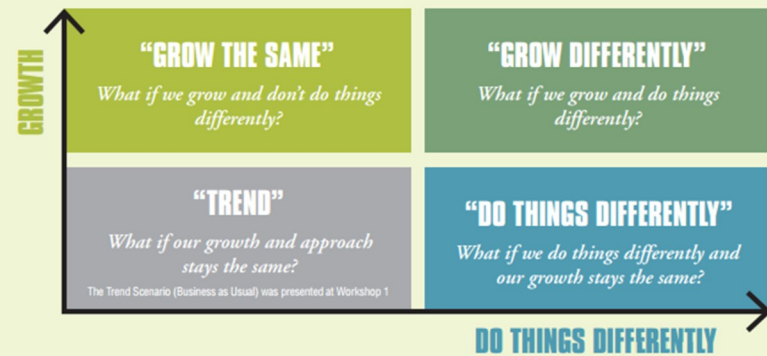 GROWTH
“GROW THE SAME”
What if we grow and don’t do things
differently?
“GROW DIFFERENTLY”
What if we grow and do things
differently?
“TREND”
What if our growth and approach
stays the same?
The Trend Scenario (Business as Usual) was presented at Workshop 1
“DO THINGS DIFFERENTLY”
What if we do things differently and
our growth stays the same?
DO THINGS DIFFERENTLY